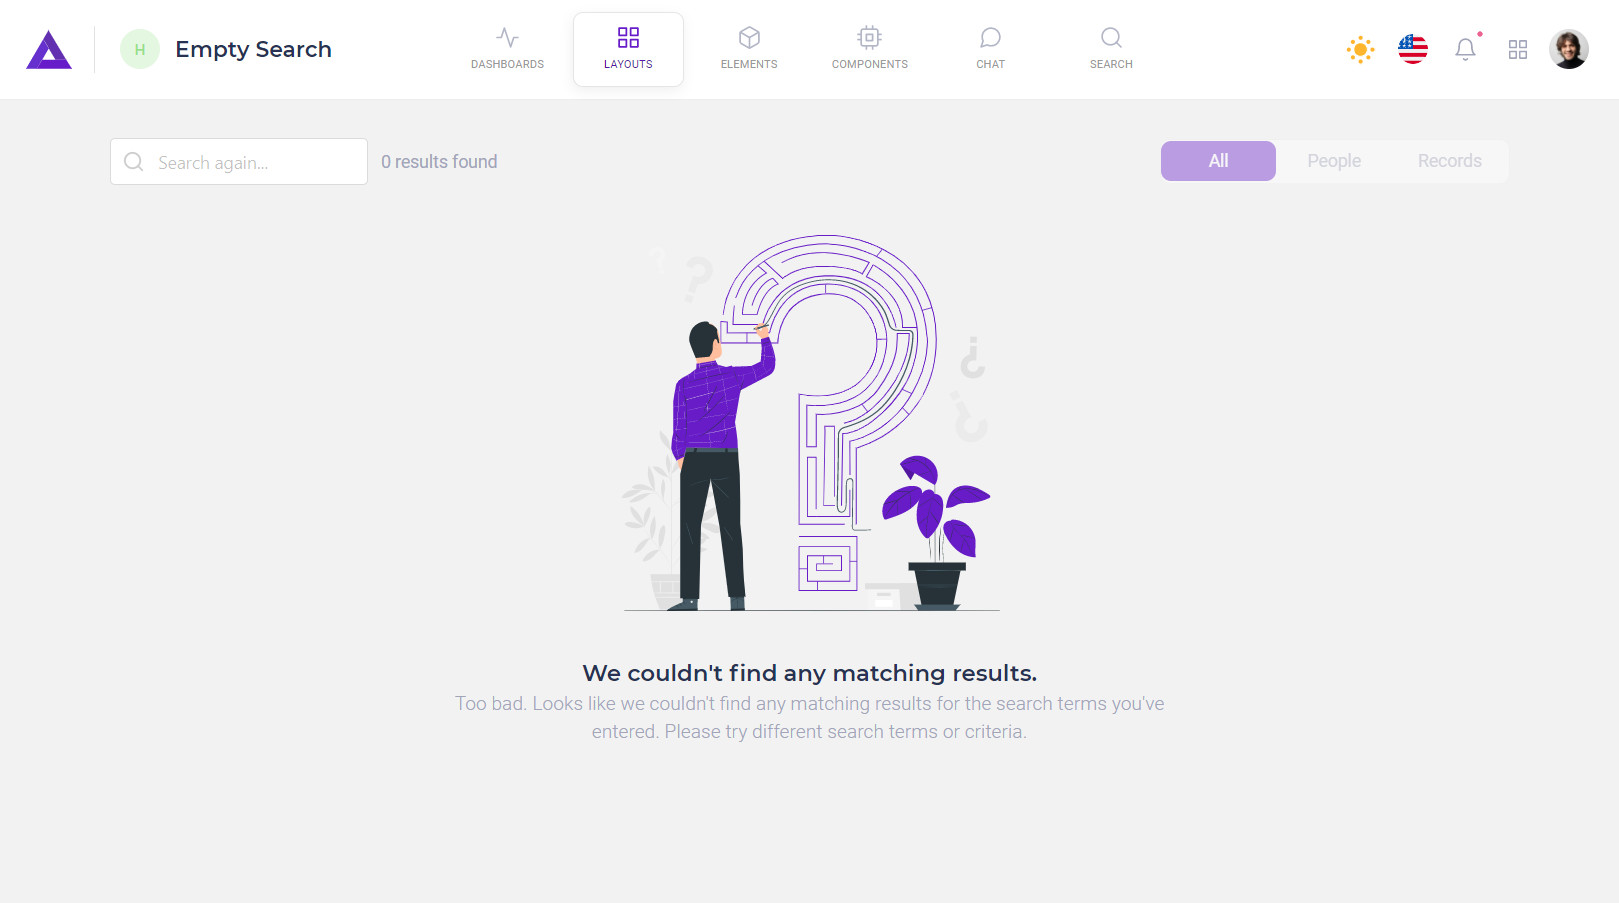 H
Empty Search
DASHBOARDS
LAYOUTS
ELEMENTS
COMPONENTS
CHAT
SEARCH
Search again...
0 results found
All
People
Records
We couldn't find any matching results.
Too bad. Looks like we couldn't find any matching results for the search terms you've
entered. Please try different search terms or criteria.